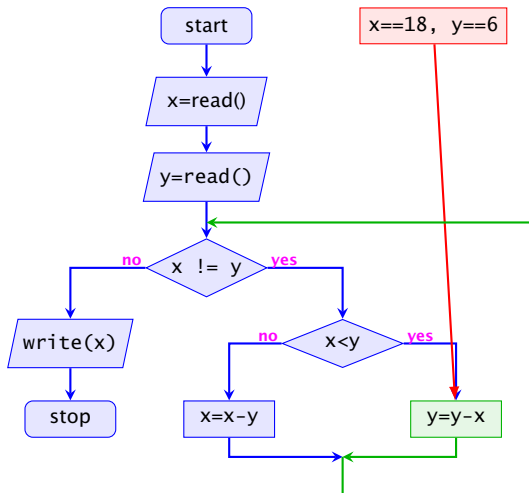 start
x==18, y==6
x=read()
y=read()
no
x != y
yes
write(x)
no
x<y
yes
stop
x=x-y
y=y-x